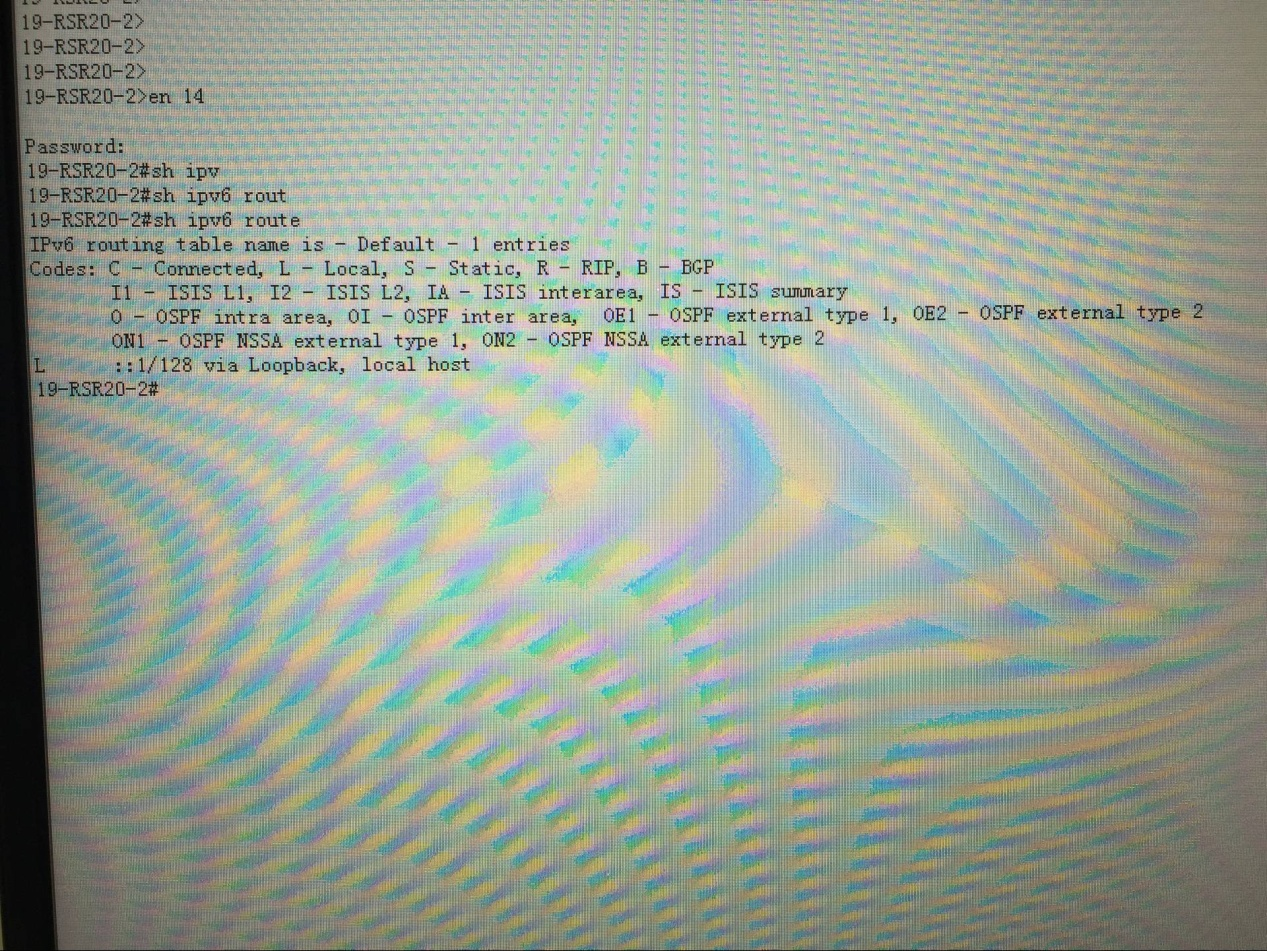 19-RSR20-2>
19-RSR20-2>
19-RSR20-2>
19-RSR20-2>
19-RSR20-2>en 14
Password:
19-RSR20-2#sh ipv
19-RSR20-2#sh ipv6 rout
19-RSR20-2#sh ipv6 route
IPv6 routing table name is - Default - 1 entries
Codes: C - Connected, L - Local, S - Static, R - RIP, B - BGP
I1 - ISIS L1, I2 - ISIS L2, IA - ISIS interarea, IS - ISIS summary
O - OSPF intra area, OI - OSPF inter area, OE1 - OSPF external type 1, OE2 - OSPF external type 2
ON1 - OSPF NSSA external type 1, ON2 - OSPF NSSA external type 2
L ::1/128 via Loopback, local host
19-RSR20-2#